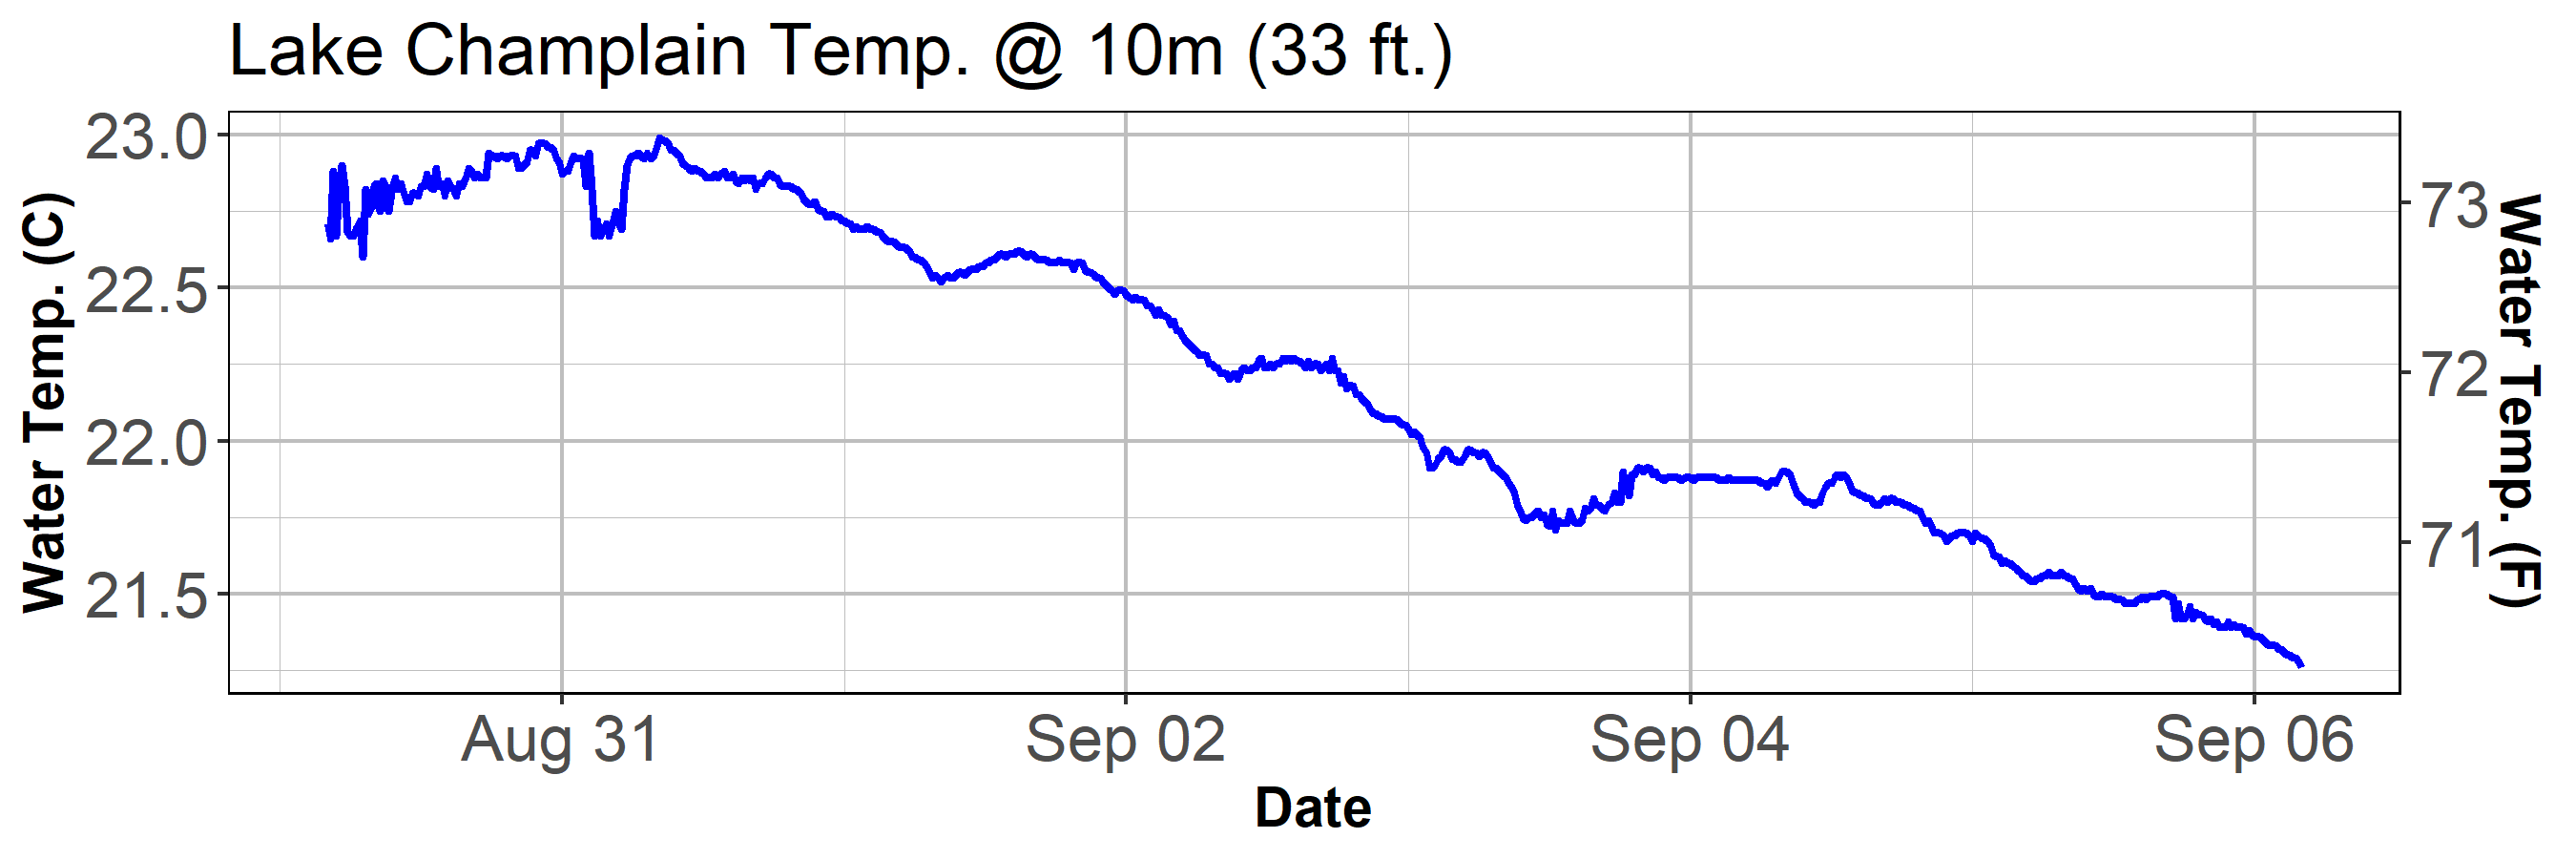 Lake Champlain Temp. @ 10m (33 ft.)
Water Temp. (C)
23.0
22.5
22.0
21.5
73
72
71
Water Temp. (F)
Aug 31
Sep 02
Sep 04
Sep 06
Date